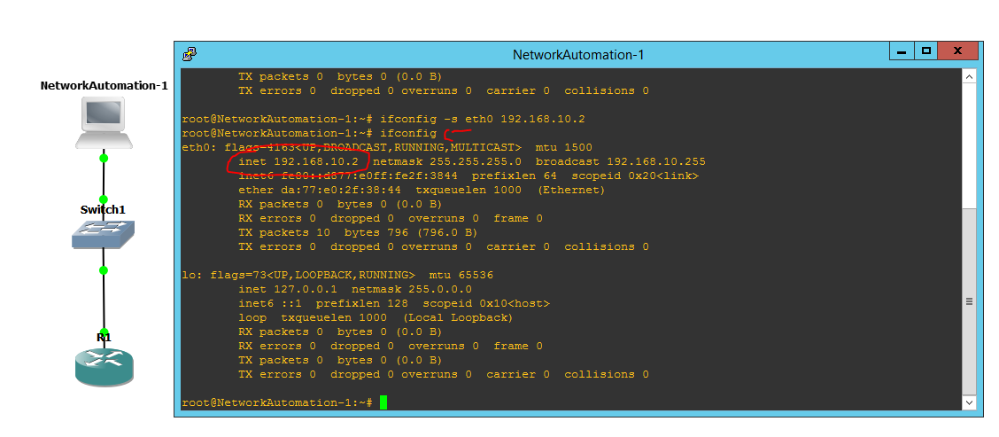 NetworkAutomation-1
Switch1
R1
NetworkAutomation-1
TX packets 0  bytes 0 (0.0 B)
TX errors 0  dropped 0 overruns 0  carrier 0  collisions 0
root@NetworkAutomation-1:~# ifconfig -s eth0 192.168.10.2
root@NetworkAutomation-1:~# ifconfig
eth0: flags=4163<UP,BROADCAST,RUNNING,MULTICAST>  mtu 1500
inet 192.168.10.2  netmask 255.255.255.0  broadcast 192.168.10.255
inet6 fe80::d877:e0ff:fe2f:3844  prefixlen 64  scopeid 0x20<link>
ether da:77:e0:2f:38:44  txqueuelen 1000  (Ethernet)
RX packets 0  bytes 0 (0.0 B)
RX errors 0  dropped 0  overruns 0  frame 0
TX packets 10  bytes 796 (796.0 B)
TX errors 0  dropped 0 overruns 0  carrier 0  collisions 0
lo: flags=73<UP,LOOPBACK,RUNNING>  mtu 65536
inet 127.0.0.1  netmask 255.0.0.0
inet6 ::1  prefixlen 128  scopeid 0x10<host>
loop  txqueuelen 1000  (Local Loopback)
RX packets 0  bytes 0 (0.0 B)
RX errors 0  dropped 0  overruns 0  frame 0
TX packets 0  bytes 0 (0.0 B)
TX errors 0  dropped 0 overruns 0  carrier 0  collisions 0
root@NetworkAutomation-1:~#